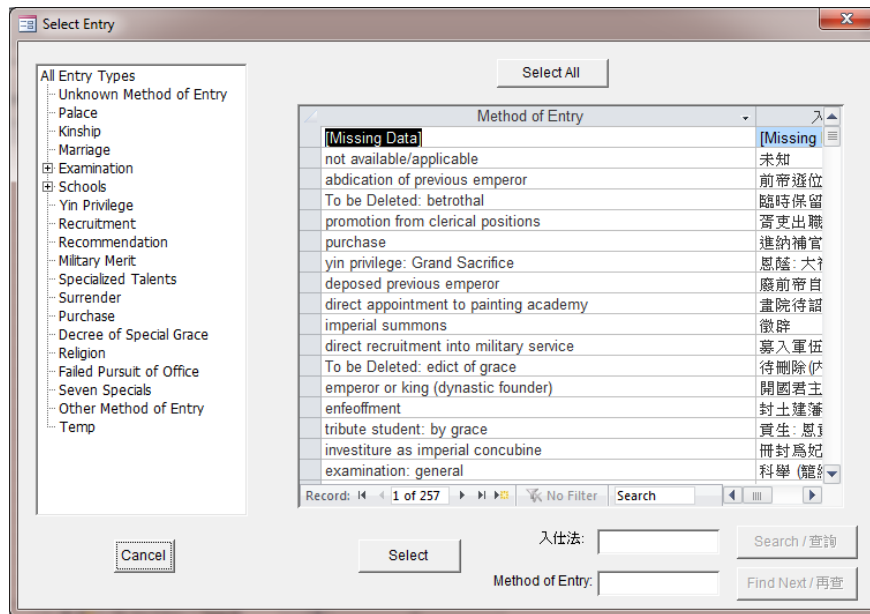 Select Entry
All Entry Types
Unknown Method of Entry
Palace
Kinship
Marriage
Examination
Schools
Yin Privilege
Recruitment
Recommendation
Military Merit
Specialized Talents
Surrender
Purchase
Decree of Special Grace
Religion
Failed Pursuit of Office
Seven Specials
Other Method of Entry
Temp
Select All
Method of Entry 入
[Missing Data] [Missing
not available/applicable 未知
abdication of previous emperor 前帝遜位
To be Deleted: betrothal 臨時保留
promotion from clerical positions 胥吏出職
purchase 進納補官
yin privilege: Grand Sacrifice 恩蔭: 大
deposed previous emperor 廢前帝自
direct appointment to painting academy 畫院待詔
imperial summons 徵辟
direct recruitment into military service 募入軍伍
To be Deleted: edict of grace 待刪除(內
emperor or king (dynastic founder) 開國君主
enfeoffment 封土建藩
tribute student: by grace 貢生: 恩貢
investiture as imperial concubine 冊封爲妃
examination: general 科舉 (籠統
Record: 1 of 257 No Filter Search
Cancel
Select
入仕法:
Search / 查詢
Method of Entry:
Find Next / 再查